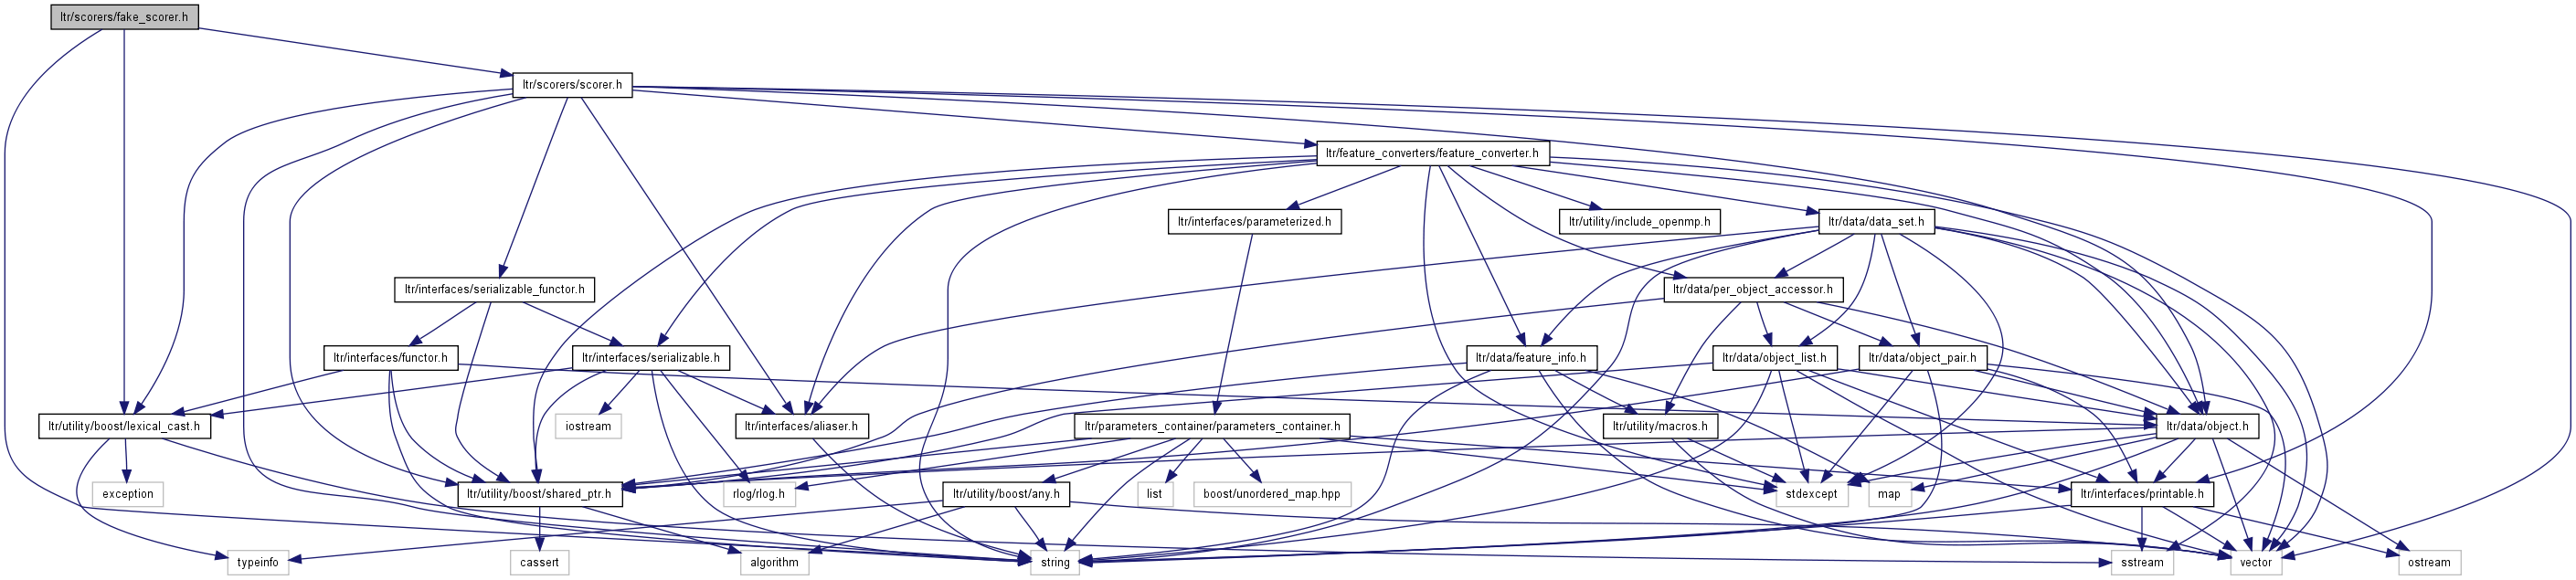 ltr/scorers/fake_scorer.h
ltr/scorers/scorer.h
ltr/feature_converters/feature_converter.h
ltr/interfaces/parameterized.h
ltr/utility/include_openmp.h
ltr/data/data_set.h
ltr/interfaces/serializable_functor.h
ltr/data/per_object_accessor.h
ltr/interfaces/functor.h
ltr/interfaces/serializable.h
ltr/data/feature_info.h
ltr/data/object_list.h
ltr/data/object_pair.h
ltr/utility/boost/lexical_cast.h
iostream
ltr/interfaces/aliaser.h
ltr/parameters_container/parameters_container.h
ltr/utility/macros.h
ltr/data/object.h
exception
ltr/utility/boost/shared_ptr.h
rlog/rlog.h
ltr/utility/boost/any.h
list
boost/unordered_map.hpp
stdexcept
map
ltr/interfaces/printable.h
typeinfo
cassert
algorithm
string
sstream
vector
ostream